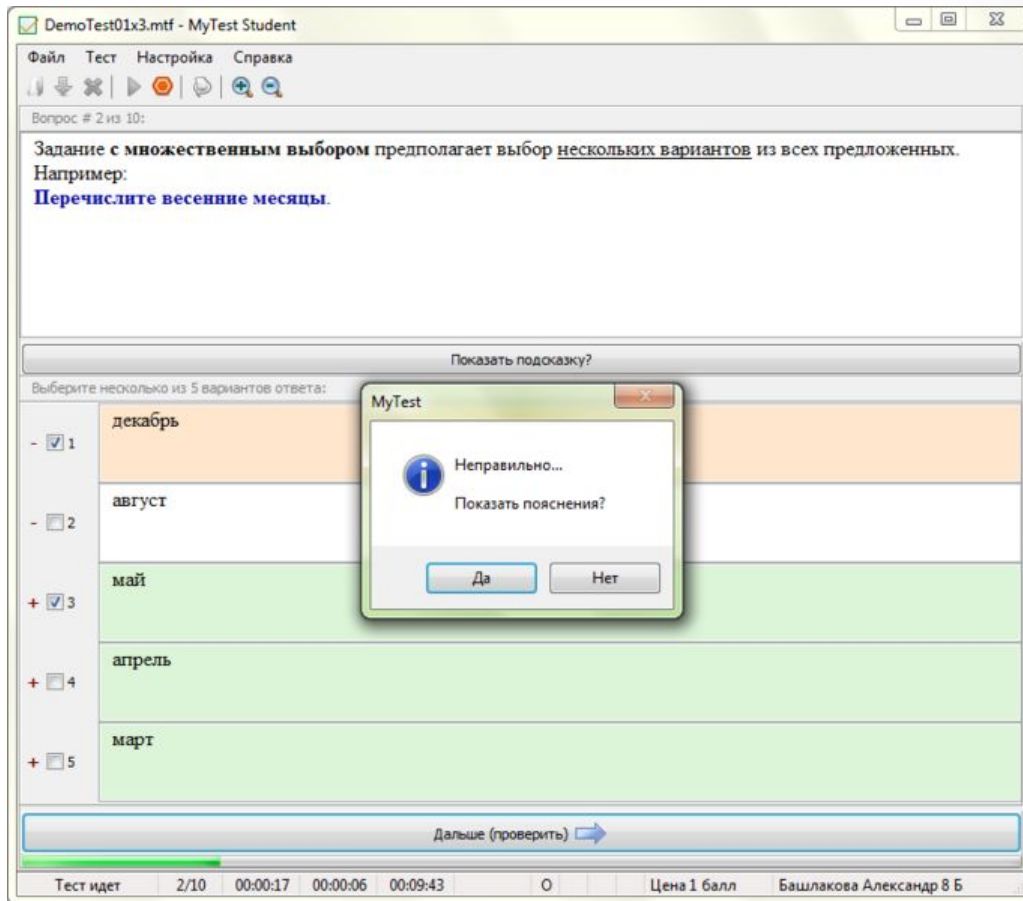 DemoTest01x3.mtf - MyTest Student
Файл Тест Настройка Справка
Вопрос # 2 из 10:
Задание с множественным выбором предполагает выбор нескольких вариантов из всех предложенных.
Например:
Перечислите весенние месяцы.
Показать подсказку?
Выберите несколько из 5 вариантов ответа:
MyTest
Неправильно...
Показать пояснения?
Да Нет
- 1 декабрь
- 2 август
+ 3 май
+ 4 апрель
+ 5 март
Дальше (проверить)
Тест идет 2/10 00:00:17 00:00:06 00:09:43 О Цена 1 балл Башлакова Александр 8 Б